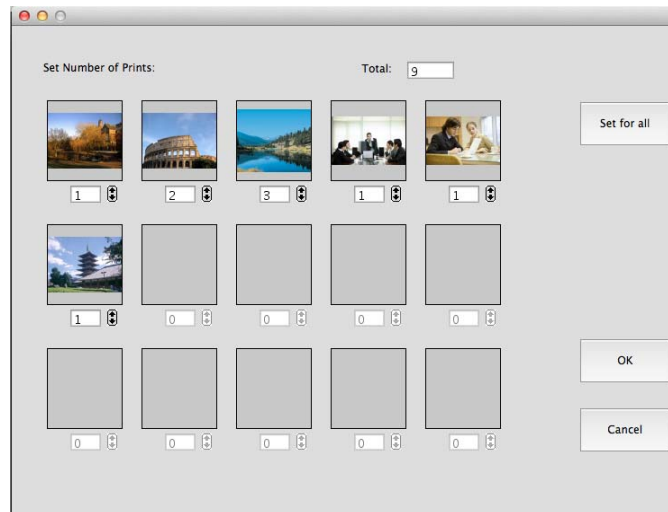 Set Number of Prints:
Total: 9
Set for all
1 2 3 1 1
1 0 0 0 0
OK
Cancel
0 0 0 0 0